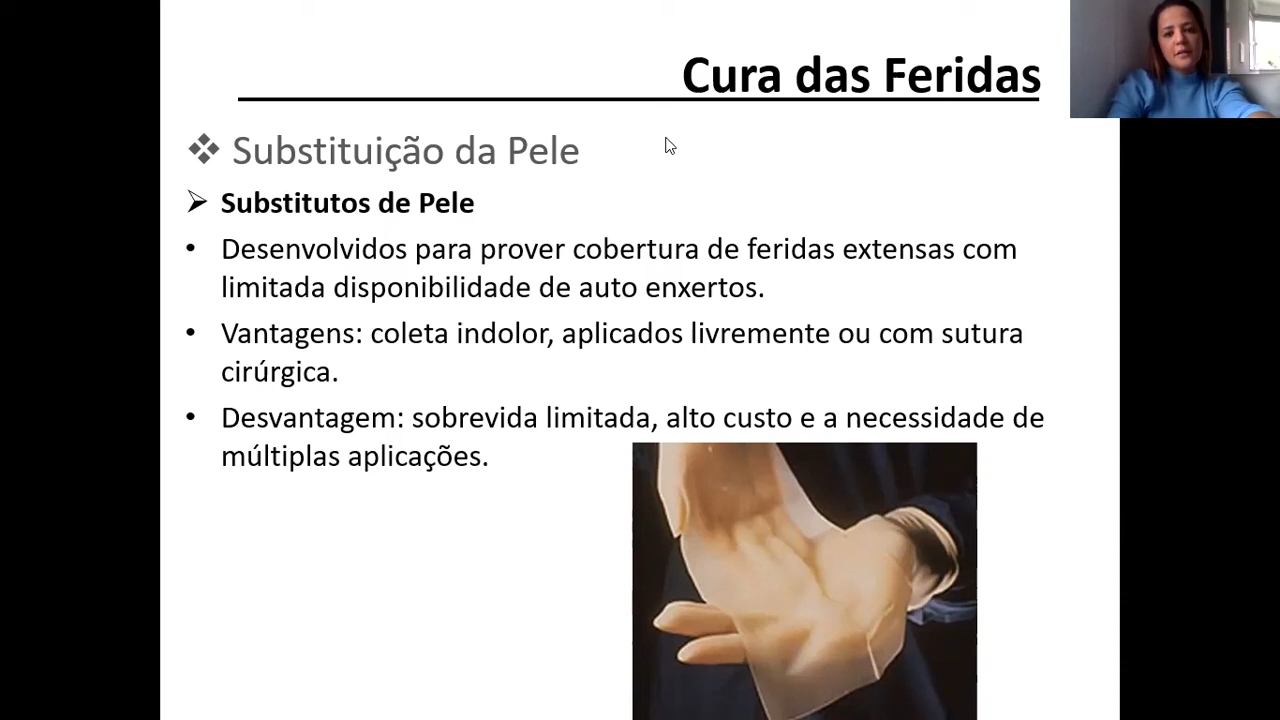 Cura das Feridas
Substituição da Pele
Substitutos de Pele
Desenvolvidos para prover cobertura de feridas extensas com
limitada disponibilidade de auto enxertos.
Vantagens: coleta indolor, aplicados livremente ou com sutura
cirúrgica.
Desvantagem: sobrevida limitada, alto custo e a necessidade de
múltiplas aplicações.